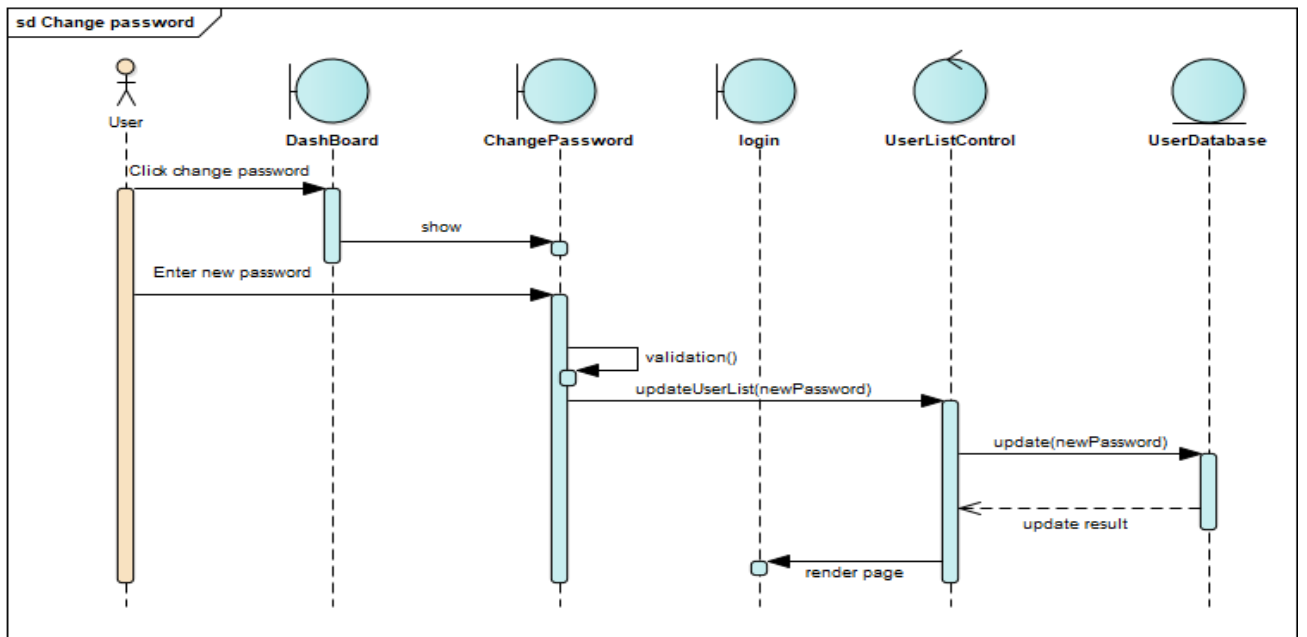 sd Change password
User
DashBoard
ChangePassword
login
UserListControl
UserDatabase
Click change password
show
Enter new password
validation()
updateUserList(newPassword)
update(newPassword)
update result
render page